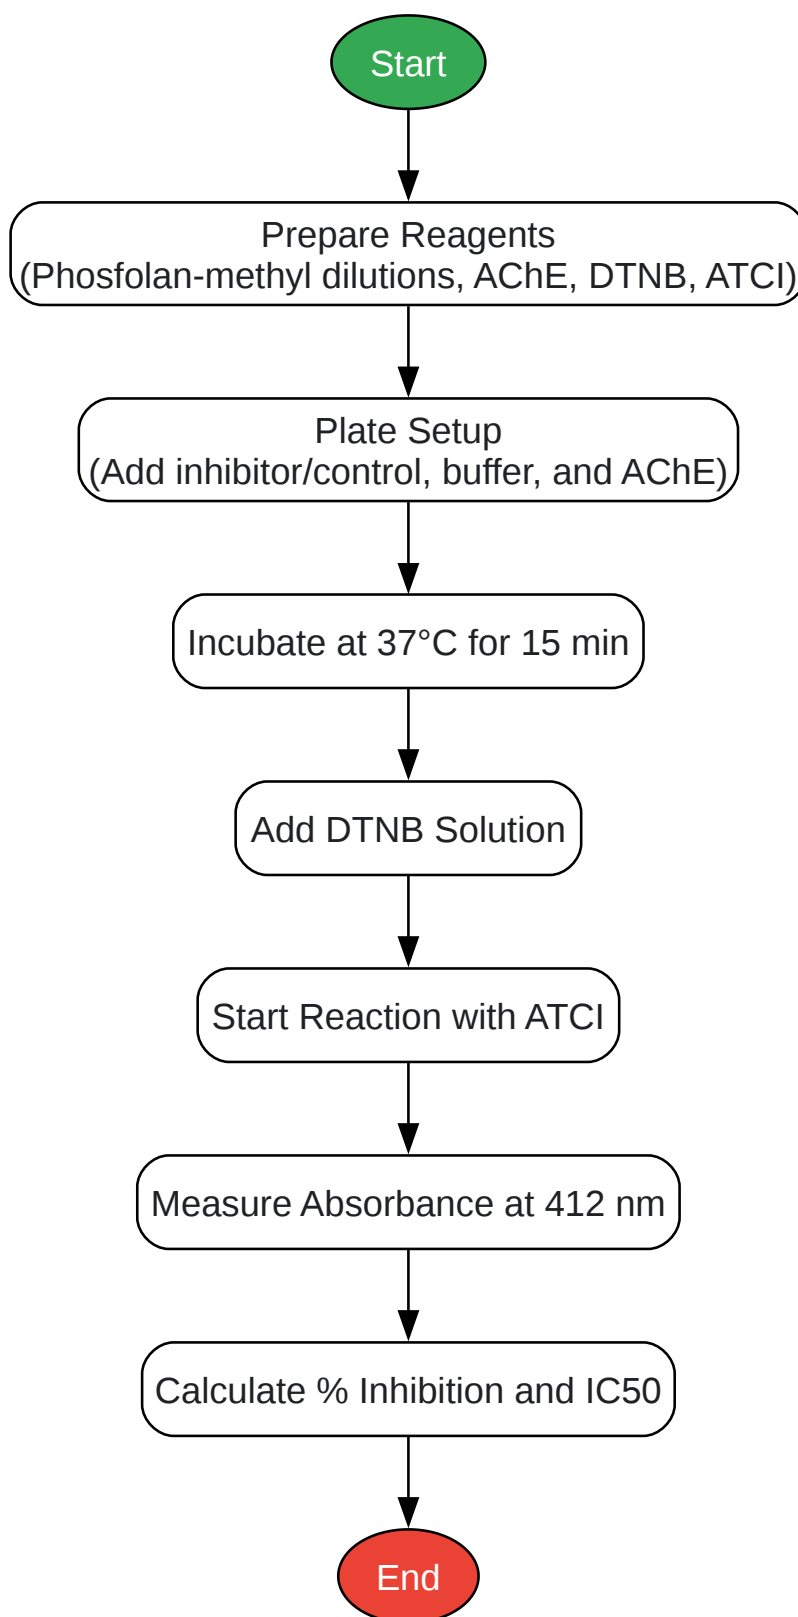 Start
Prepare Reagents
(Phosfolan-methyl dilutions, AChE, DTNB, ATCI)
Plate Setup
(Add inhibitor/control, buffer, and AChE)
Incubate at 37°C for 15 min
Add DTNB Solution
Start Reaction with ATCI
Measure Absorbance at 412 nm
Calculate % Inhibition and IC50
End